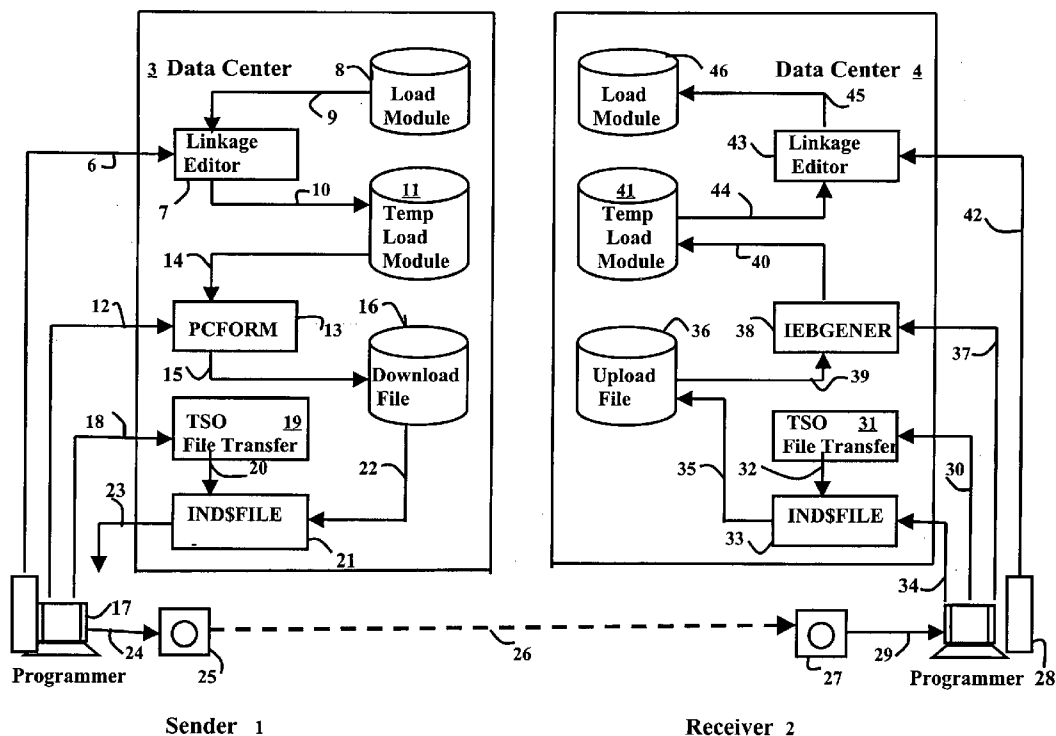 3 Data Center
8
Load
Module
9
Linkage
Editor
6
7
10
11
Temp
Load
Module
14
12
PCFORM
13
15
16
Download
File
18
TSO 19
File Transfer
20
22
23
IND$FILE
21
17
24
25
26
Programmer
Sender 1
46
Data Center 4
Load
Module
45
43
Linkage
Editor
41
Temp
Load
Module
44
42
40
36
38
IEBGENER
37
Upload
File
39
TSO 31
File Transfer
35
32
30
IND$FILE
33
34
27
29
Programmer 28
Receiver 2